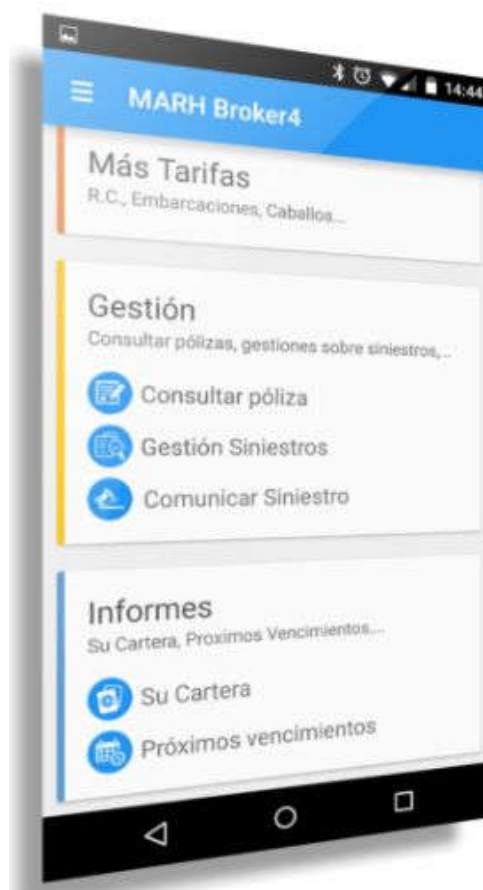 14:44
MARH Broker4
Más Tarifas
R.C., Embarcaciones, Caballos...
Gestión
Consultar pólizas, gestiones sobre siniestros,...
Consultar póliza
Gestión Siniestros
Comunicar Siniestro
Informes
Su Cartera, Proximos Vencimientos,...
Su Cartera
Próximos vencimientos